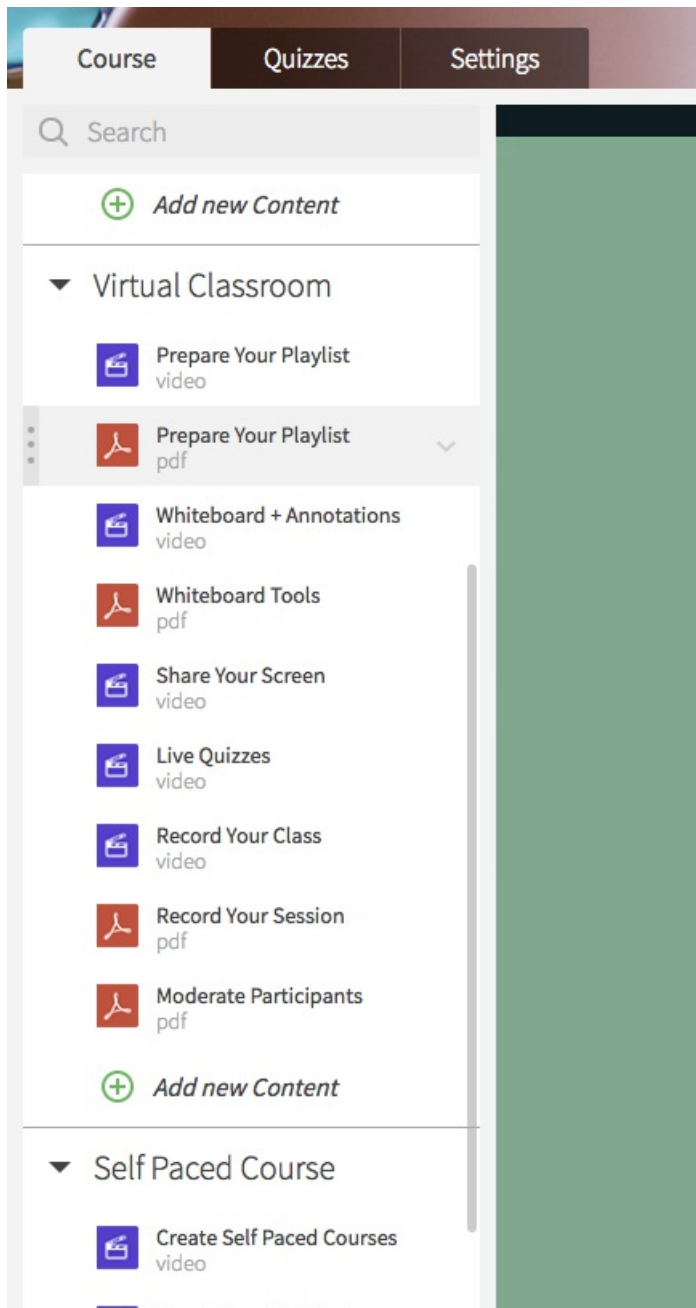 Course Quizzes Settings
Search
Add new Content
Virtual Classroom
Prepare Your Playlist
video
Prepare Your Playlist
pdf
Whiteboard + Annotations
video
Whiteboard Tools
pdf
Share Your Screen
video
Live Quizzes
video
Record Your Class
video
Record Your Session
pdf
Moderate Participants
pdf
Add new Content
Self Paced Course
Create Self Paced Courses
video